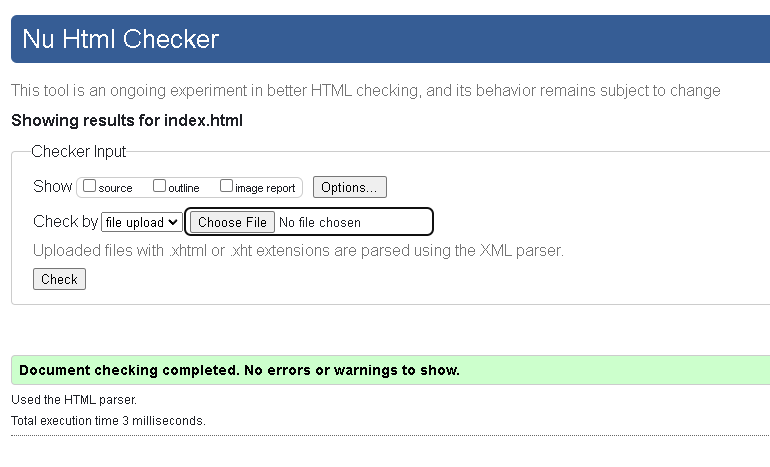 Nu Html Checker
This tool is an ongoing experiment in better HTML checking, and its behavior remains subject to change
Showing results for index.html
Checker Input
Show source outline image report Options...
Check by file upload Choose File No file chosen
Uploaded files with .xhtml or .xht extensions are parsed using the XML parser.
Check
Document checking completed. No errors or warnings to show.
Used the HTML parser.
Total execution time 3 milliseconds.